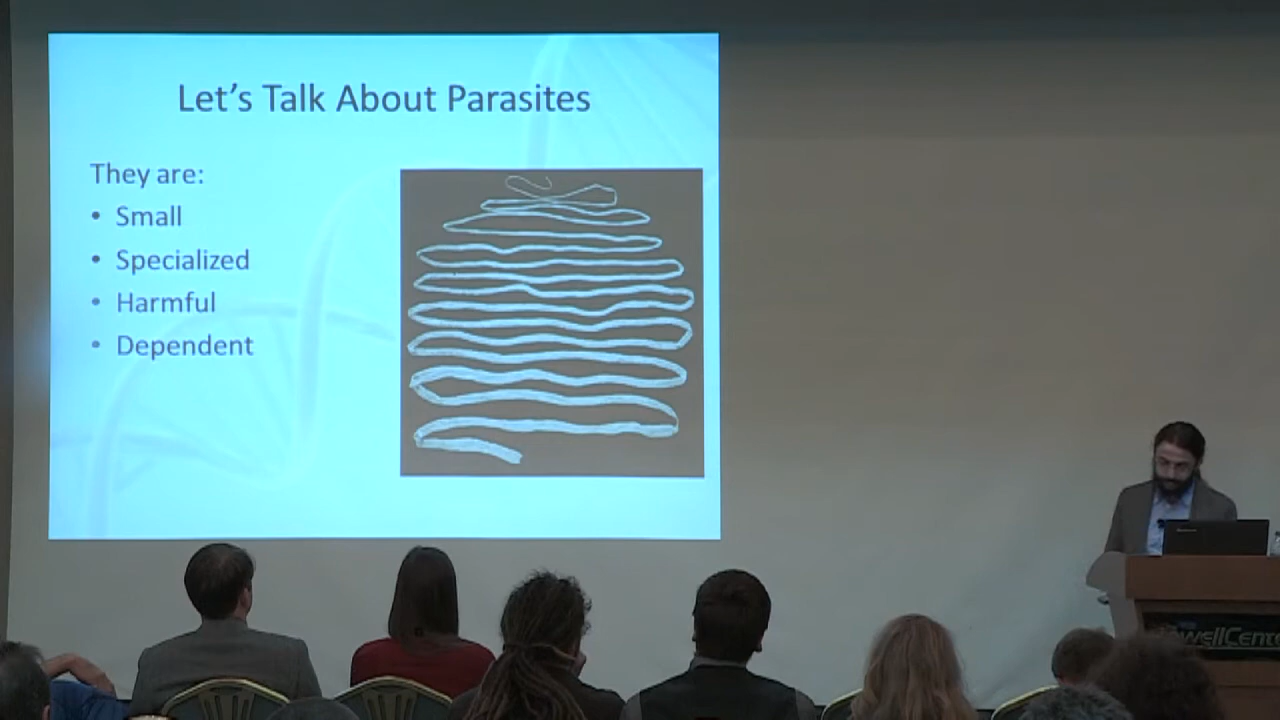 Let's Talk About Parasites
They are:
• Small
• Specialized
• Harmful
• Dependent